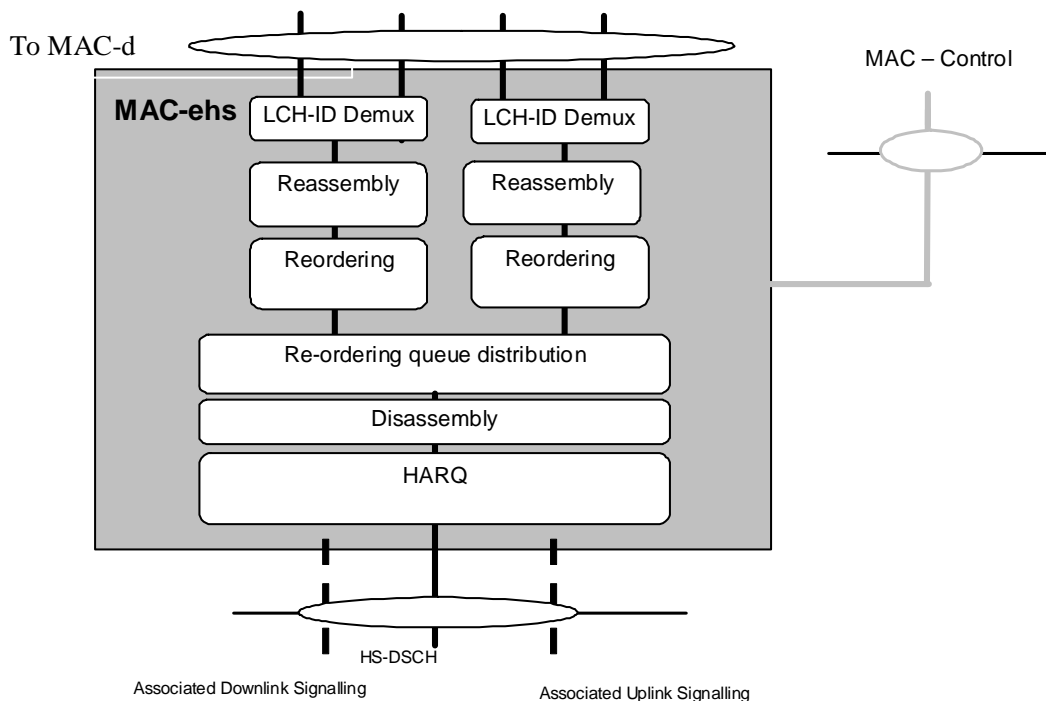 To MAC-d
MAC – Control
MAC-ehs
LCH-ID Demux
LCH-ID Demux
Reassembly
Reassembly
Reordering
Reordering
Re-ordering queue distribution
Disassembly
HARQ
HS-DSCH
Associated Downlink Signalling
Associated Uplink Signalling